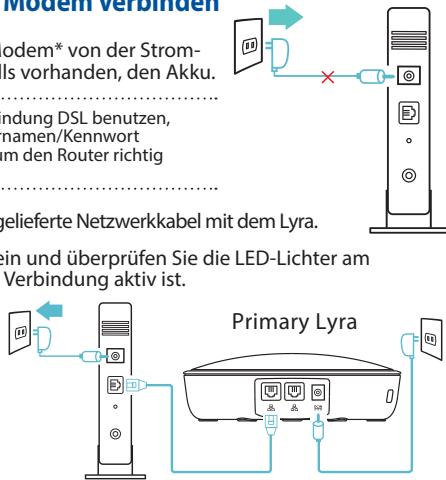 Modem verbinden
Modem* von der Strom-
lls vorhanden, den Akku.
indung DSL benutzen,
rnamen/Kennwort
um den Router richtig
gelieferte Netzwerkkabel mit dem Lyra.
ein und überprüfen Sie die LED-Lichter am
Verbindung aktiv ist.
Primary Lyra